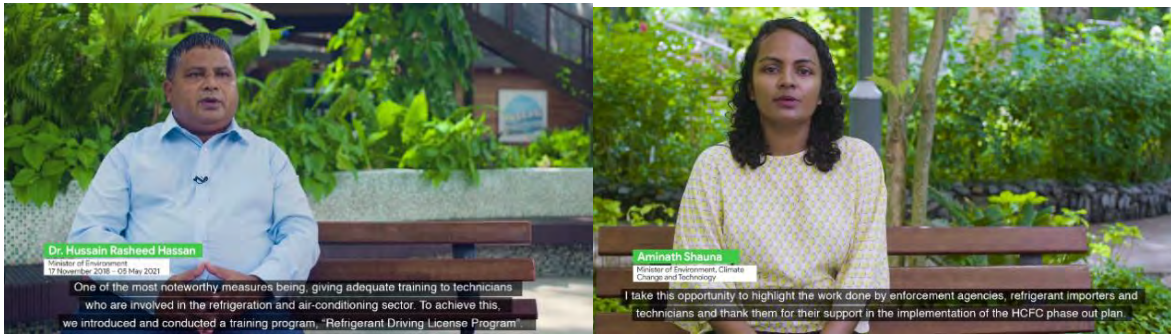 Dr. Hussain Rasheed Hassan
Minister of Environment
17 November 2018 – 05 May 2021
One of the most noteworthy measures being, giving adequate training to technicians
who are involved in the refrigeration and air-conditioning sector. To achieve this,
we introduced and conducted a training program, “Refrigerant Driving License Program”.
Aminath Shauna
Minister of Environment, Climate
Change and Technology
I take this opportunity to highlight the work done by enforcement agencies, refrigerant importers and
technicians and thank them for their support in the implementation of the HCFC phase out plan.